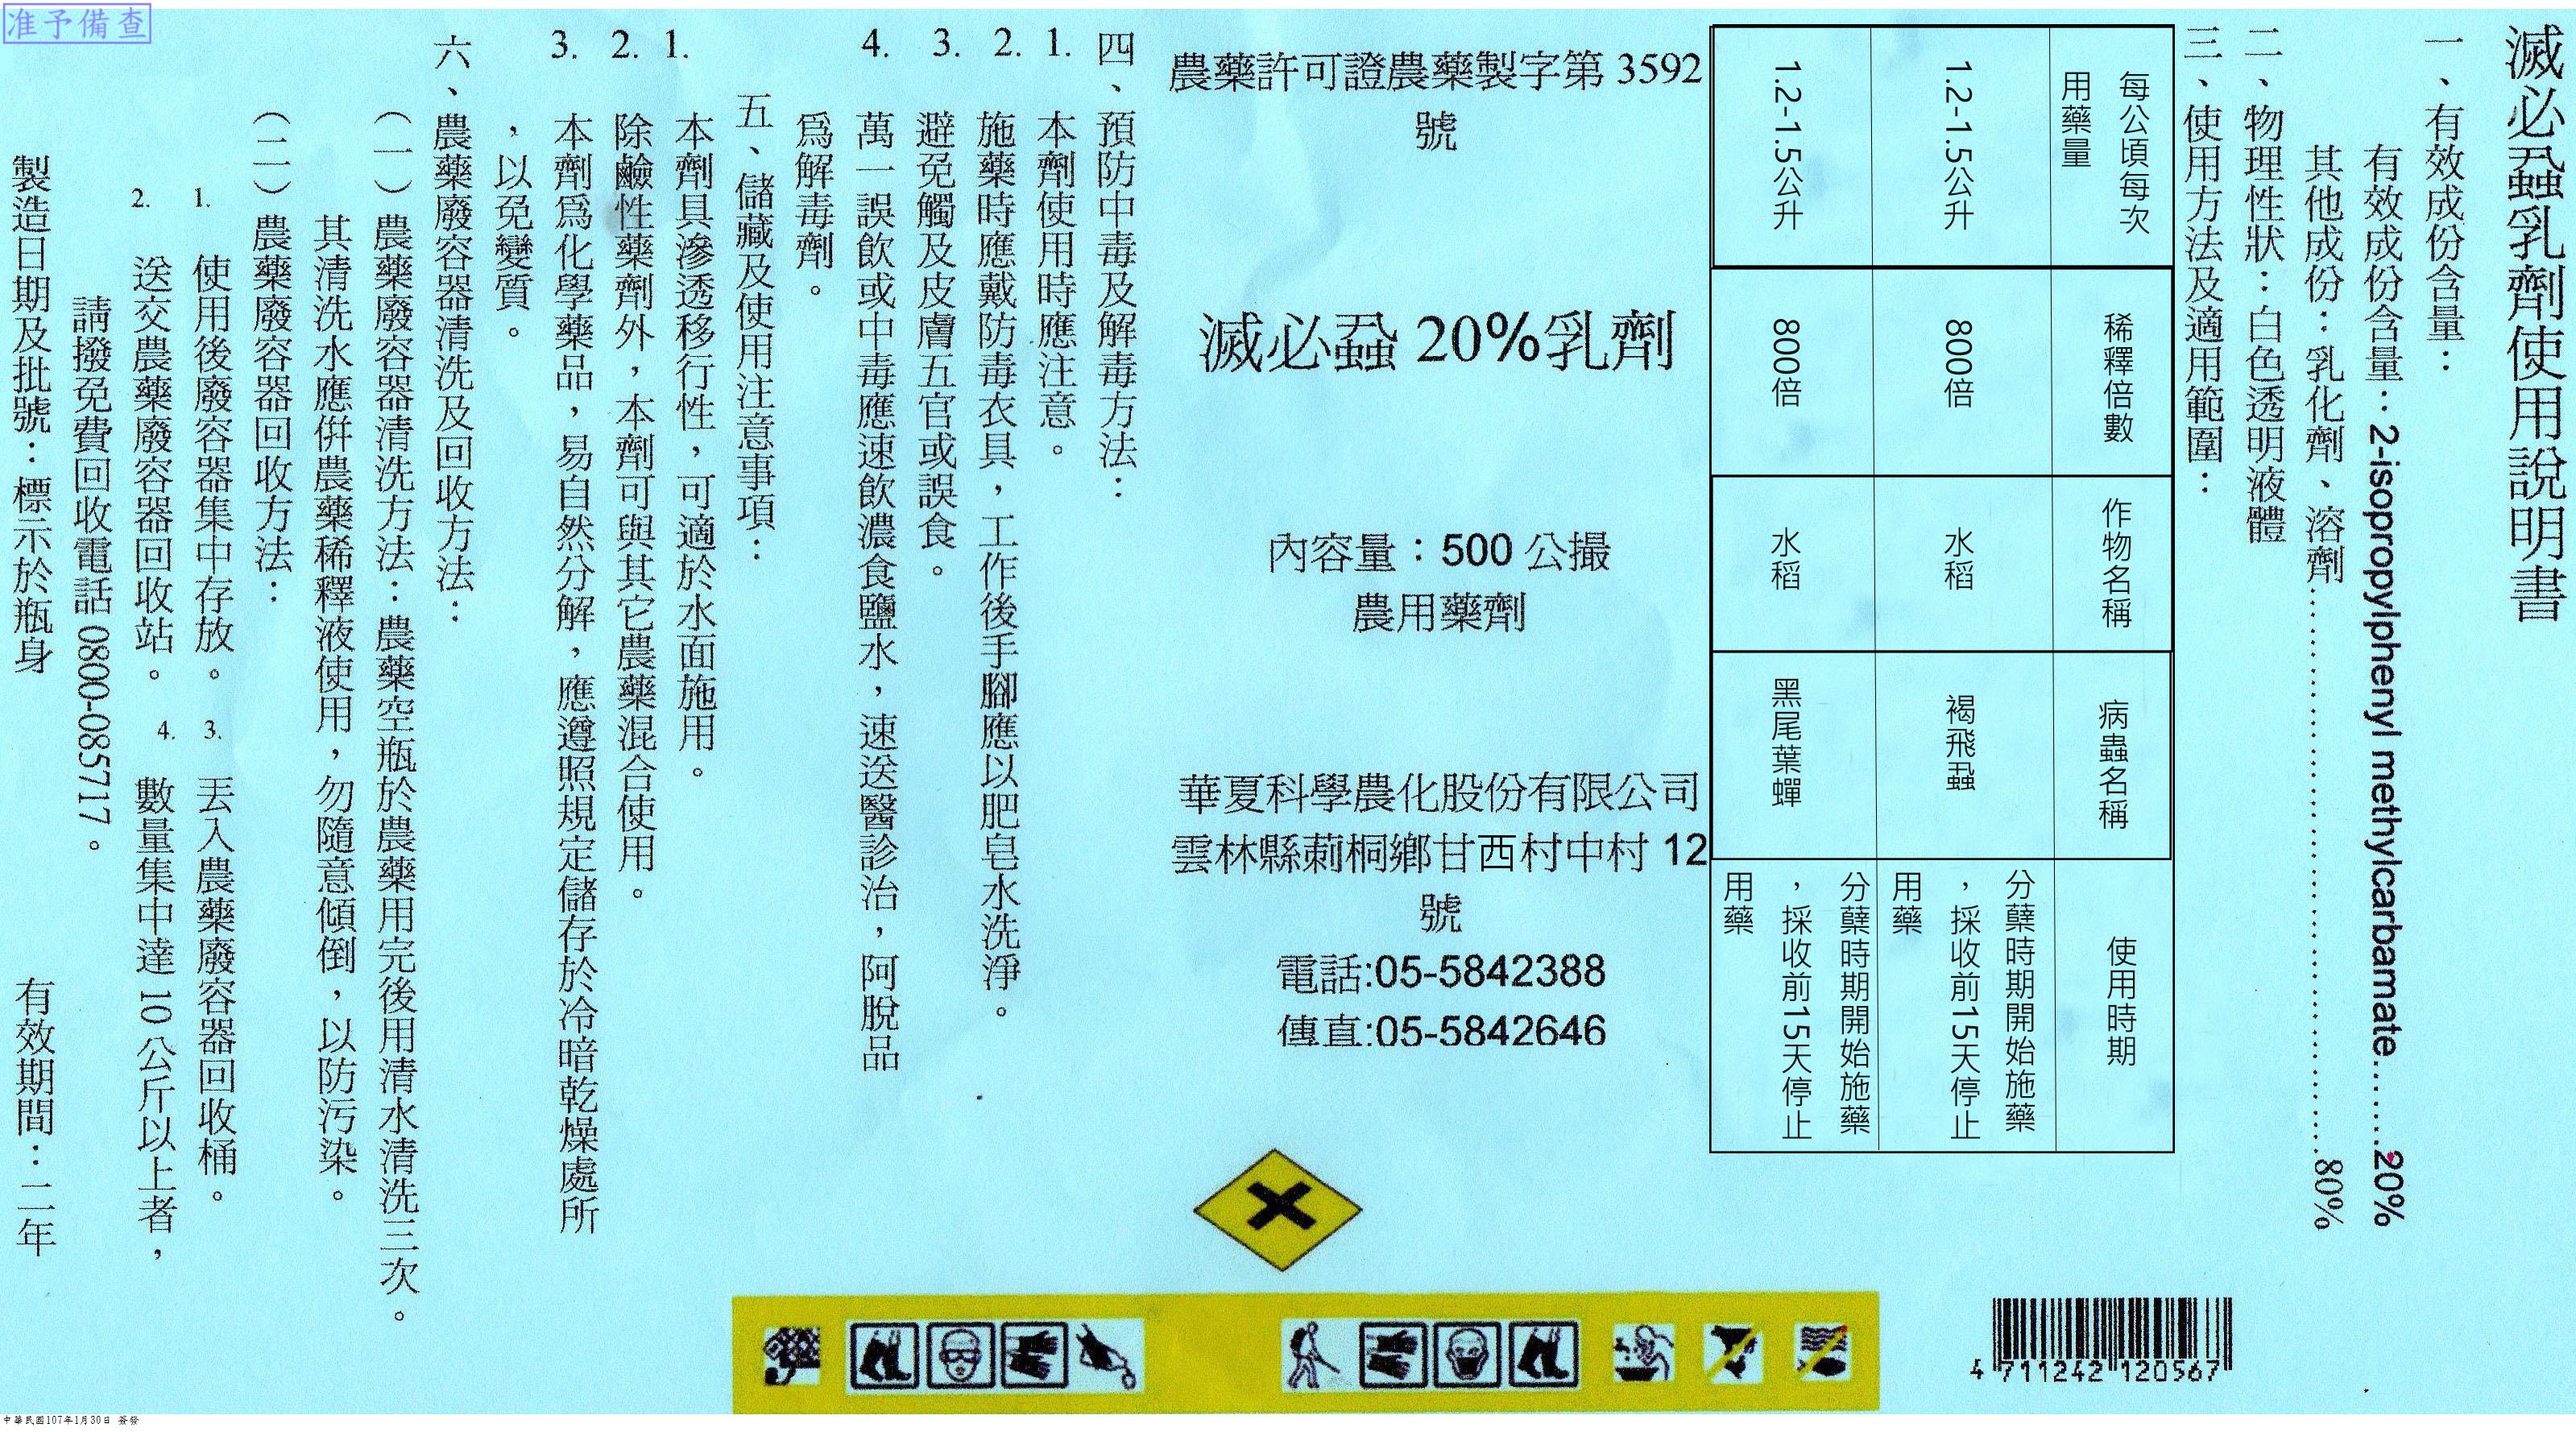 准予備查
滅必蝨乳劑使用說明書
一、有效成份含量：
有效成份含量：2-isopropylphenyl methylcarbamate.......20%
其他成份：乳化劑、溶劑.......................................................80%
二、物理性狀：白色透明液體
三、使用方法及適用範圍：
每公頃每次
用藥量
稀釋倍數
作物名稱
病蟲名稱
使用時期
1.2-1.5公升
800倍
水稻
褐飛蝨
分蘗時期開始施藥
，採收前15天停止
用藥
1.2-1.5公升
800倍
水稻
黑尾葉蟬
分蘗時期開始施藥
，採收前15天停止
用藥
農藥許可證農藥製字第 3592
號
滅必蝨 20%乳劑
內容量：500 公撮
農用藥劑
華夏科學農化股份有限公司
雲林縣莿桐鄉甘西村中村 12
號
電話:05-5842388
傳真:05-5842646
四、預防中毒及解毒方法：
1. 本劑使用時應注意。
2. 施藥時應戴防毒衣具，工作後手腳應以肥皂水洗淨。
3. 避免觸及皮膚五官或誤食。
4. 萬一誤飲或中毒應速飲濃食鹽水，速送醫診治，阿脫品
爲解毒劑。
五、儲藏及使用注意事項：
1. 本劑具滲透移行性，可適於水面施用。
2. 除鹼性藥劑外，本劑可與其它農藥混合使用。
3. 本劑爲化學藥品，易自然分解，應遵照規定儲存於冷暗乾燥處所
，以免變質。
六、農藥廢容器清洗及回收方法：
（一）農藥廢容器清洗方法：農藥空瓶於農藥用完後用清水清洗三次。
其清洗水應併農藥稀釋液使用，勿隨意傾倒，以防污染。
（二）農藥廢容器回收方法：
1. 使用後廢容器集中存放。 3. 丟入農藥廢容器回收桶。
2. 送交農藥廢容器回收站。 4. 數量集中達 10 公斤以上者，
請撥免費回收電話 0800-085717。
製造日期及批號：標示於瓶身 有效期間：二年
4 711242 120567
中華民國107年1月30日 簽發